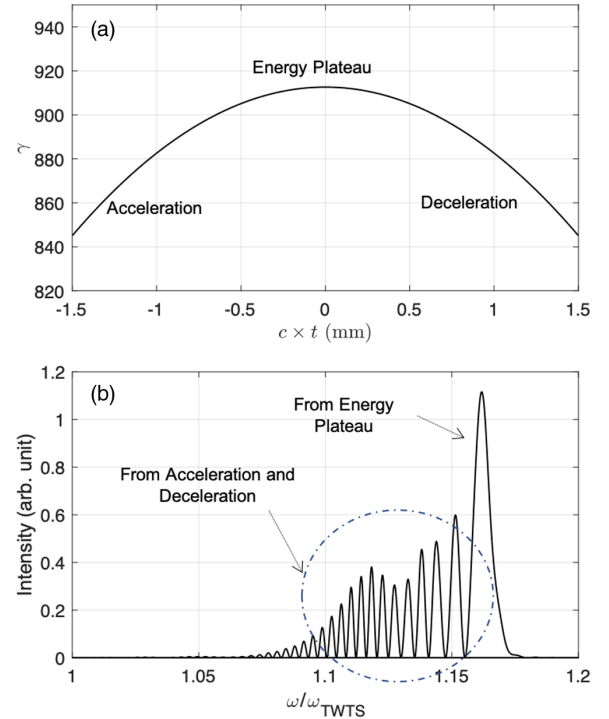 (a)
940
920
900
880
860
840
820
γ
Energy Plateau
Acceleration
Deceleration
-1.5 -1 -0.5 0 0.5 1 1.5
c × t (mm)
(b)
1.2
1
0.8
0.6
0.4
0.2
0
Intensity (arb. unit)
From Energy
Plateau
From Acceleration and
Deceleration
1 1.05 1.1 1.15 1.2
ω/ω_TWTS